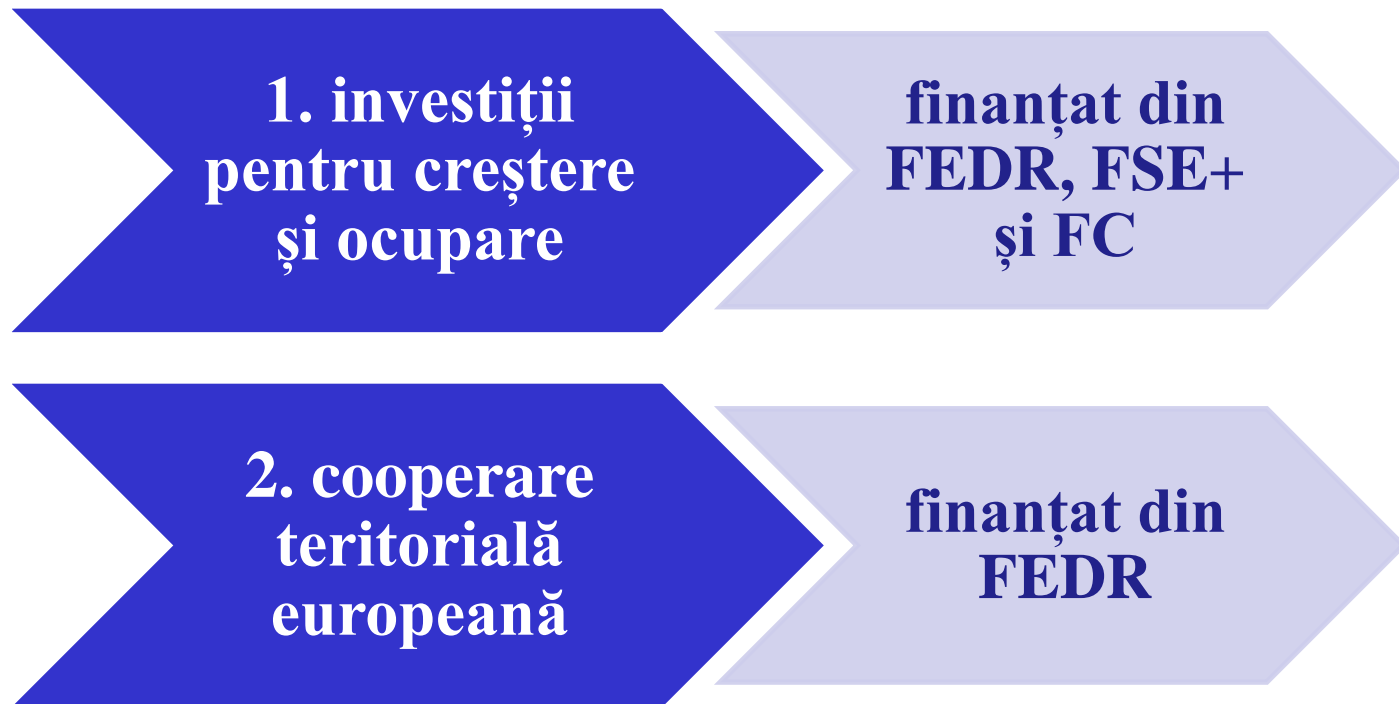 1. investiții
pentru creștere
și ocupare
finanțat din
FEDR, FSE+
și FC
2. cooperare
teritorială
europeană
finanțat din
FEDR